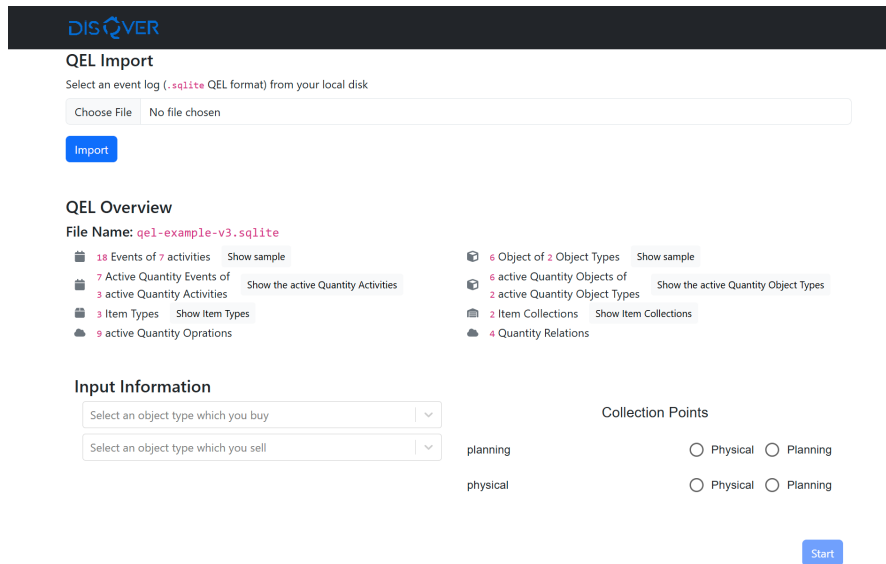 DISQVER
QEL Import
Select an event log (.sqlite QEL format) from your local disk
Choose File No file chosen
Import
QEL Overview
File Name: qel-example-v3.sqlite
18 Events of 7 activities Show sample
7 Active Quantity Events of
3 active Quantity Activities
Show the active Quantity Activities
3 Item Types Show Item Types
9 active Quantity Oprations
6 Object of 2 Object Types Show sample
6 active Quantity Objects of
2 active Quantity Object Types
Show the active Quantity Object Types
2 Item Collections Show Item Collections
4 Quantity Relations
Input Information
Select an object type which you buy
Select an object type which you sell
Collection Points
planning Physical Planning
physical Physical Planning
Start